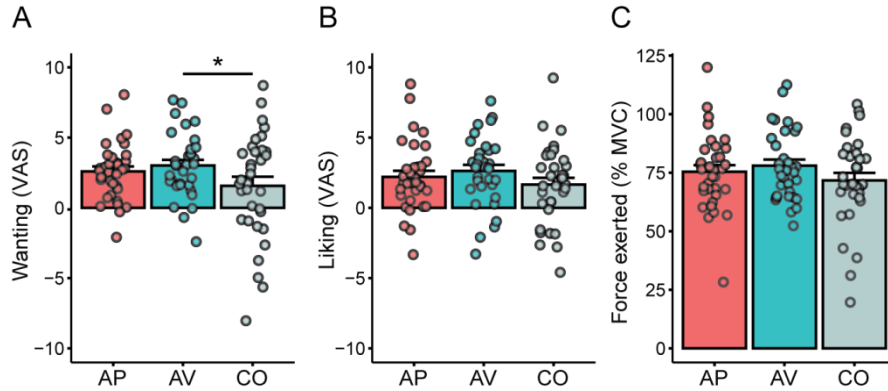 A
Wanting (VAS)
10
5
0
−5
−10
*
AP AV CO
B
Liking (VAS)
10
5
0
−5
−10
AP AV CO
C
Force exerted (% MVC)
125
100
75
50
25
0
AP AV CO